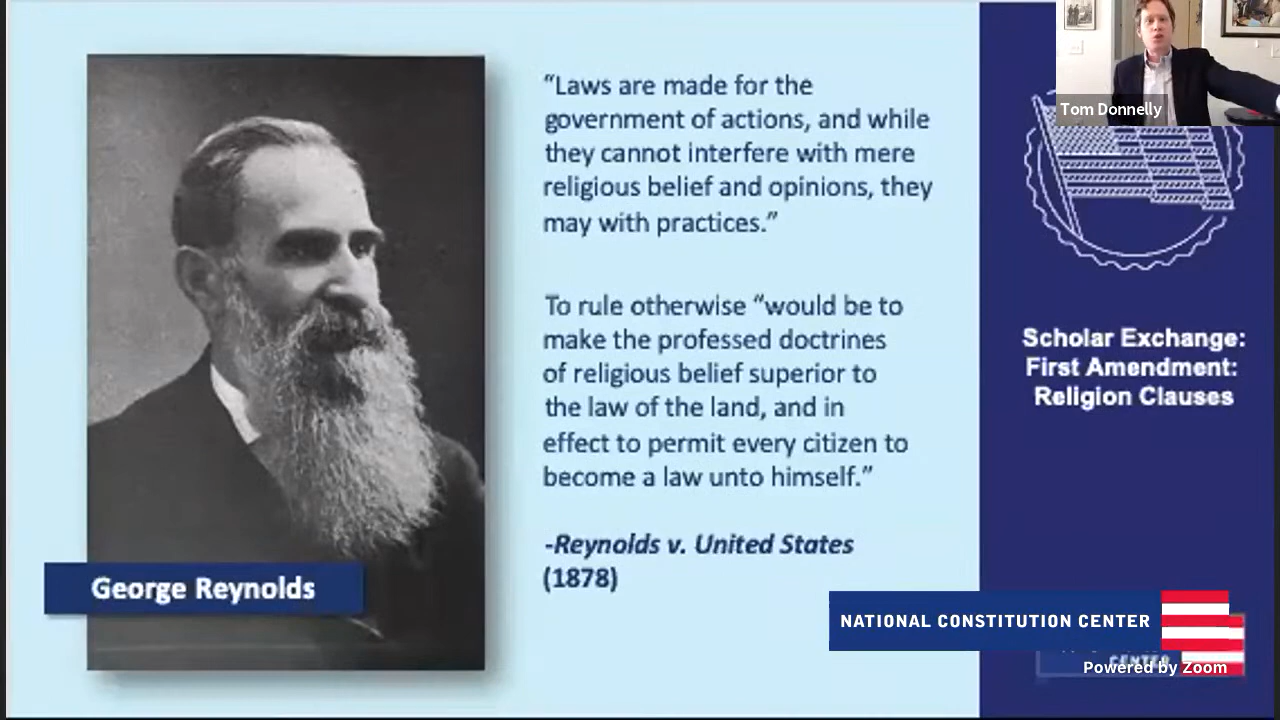 “Laws are made for the
government of actions, and while
they cannot interfere with mere
religious belief and opinions, they
may with practices.”
To rule otherwise “would be to
make the professed doctrines
of religious belief superior to
the law of the land, and in
effect to permit every citizen to
become a law unto himself.”
-Reynolds v. United States
(1878)
George Reynolds
Tom Donnelly
Scholar Exchange:
First Amendment:
Religion Clauses
NATIONAL CONSTITUTION CENTER
CENTER
Powered by Zoom